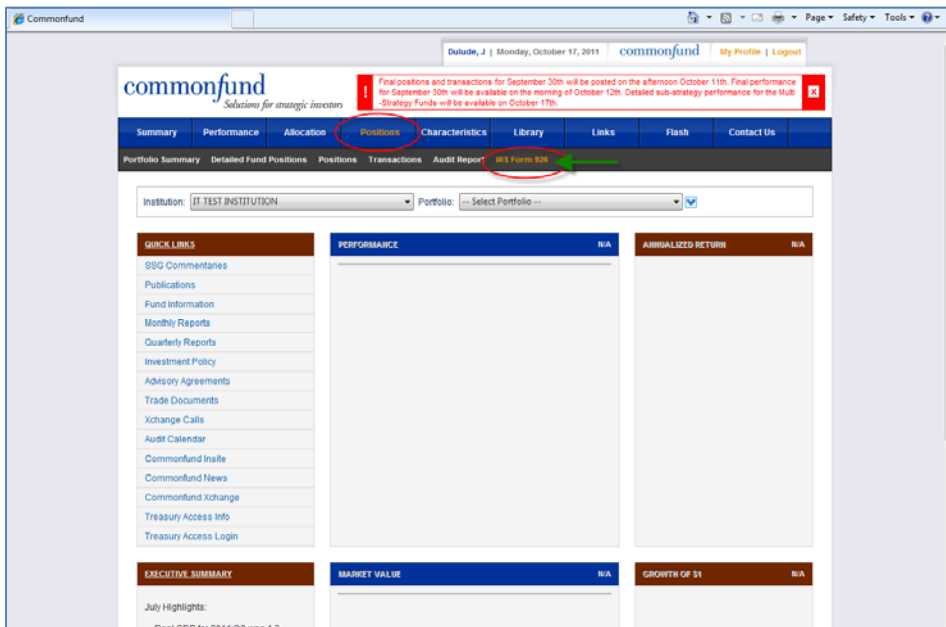 Commonfund
Page Safety Tools
Dulude, J | Monday, October 17, 2011 commonfund My Profile | Logout
commonfund
Solutions for strategic investors
! Final positions and transactions for September 30th will be posted on the afternoon October 11th. Final performance
for September 30th will be available on the morning of October 12th. Detailed sub-strategy performance for the Multi
-Strategy Funds will be available on October 17th.
x
Summary Performance Allocation Positions Characteristics Library Links Flash Contact Us
Portfolio Summary Detailed Fund Positions Positions Transactions Audit Report IRS Form 926
Institution: IT TEST INSTITUTION Portfolio: -- Select Portfolio --
QUICK LINKS
SSG Commentaries
Publications
Fund Information
Monthly Reports
Quarterly Reports
Investment Policy
Advisory Agreements
Trade Documents
Xchange Calls
Audit Calendar
Commonfund Insite
Commonfund News
Commonfund Xchange
Treasury Access Info
Treasury Access Login
PERFORMANCE N/A
ANNUALIZED RETURN N/A
EXECUTIVE SUMMARY
July Highlights:
MARKET VALUE N/A
GROWTH OF $1 N/A